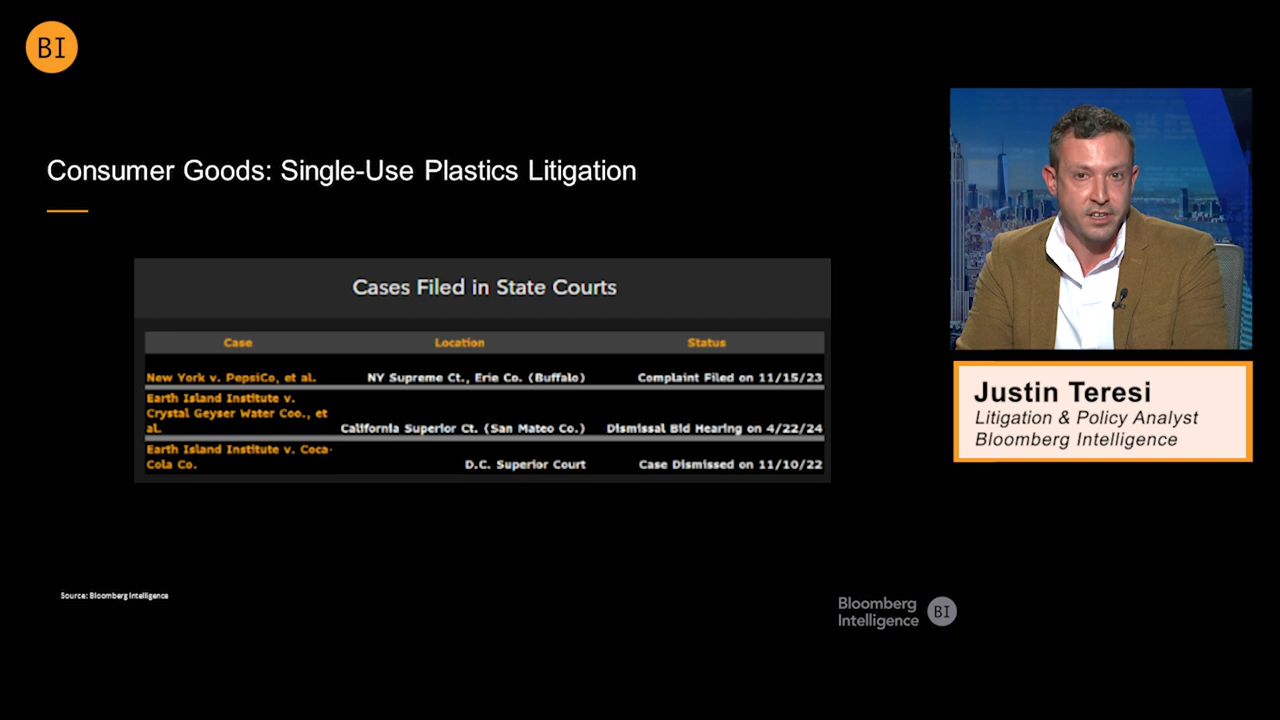 BI
Consumer Goods: Single-Use Plastics Litigation
Cases Filed in State Courts
Case Location Status
New York v. PepsiCo, et al. NY Supreme Ct., Erie Co. (Buffalo) Complaint Filed on 11/15/23
Earth Island Institute v.
Crystal Geyser Water Coo., et
al. California Superior Ct. (San Mateo Co.) Dismissal Bid Hearing on 4/22/24
Earth Island Institute v. Coca-
Cola Co. D.C. Superior Court Case Dismissed on 11/10/22
Source: Bloomberg Intelligence
Bloomberg
Intelligence BI
Justin Teresi
Litigation & Policy Analyst
Bloomberg Intelligence